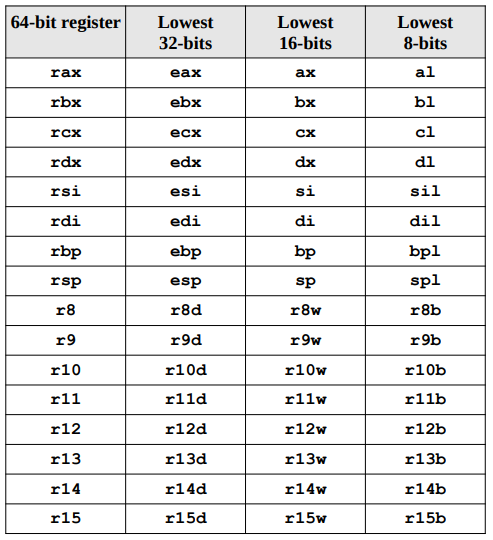 64-bit register Lowest 32-bits Lowest 16-bits Lowest 8-bits
rax eax ax al
rbx ebx bx bl
rcx ecx cx cl
rdx edx dx dl
rsi esi si sil
rdi edi di dil
rbp ebp bp bpl
rsp esp sp spl
r8 r8d r8w r8b
r9 r9d r9w r9b
r10 r10d r10w r10b
r11 r11d r11w r11b
r12 r12d r12w r12b
r13 r13d r13w r13b
r14 r14d r14w r14b
r15 r15d r15w r15b